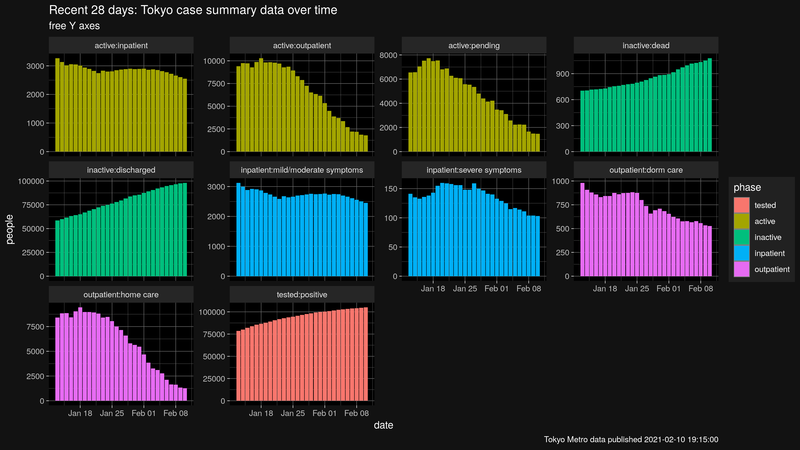 Recent 28 days: Tokyo case summary data over time
free Y axes
active:inpatient
active:outpatient
active:pending
inactive:dead
3000
2000
1000
0
10000
7500
5000
2500
0
8000
6000
4000
2000
0
900
600
300
0
inactive:discharged
inpatient:mild/moderate symptoms
inpatient:severe symptoms
outpatient:dorm care
100000
75000
50000
25000
0
3000
2000
1000
0
150
100
50
0
1000
750
500
250
0
Jan 18 Jan 25 Feb 01 Feb 08
Jan 18 Jan 25 Feb 01 Feb 08
outpatient:home care
tested:positive
7500
5000
2500
0
100000
75000
50000
25000
0
Jan 18 Jan 25 Feb 01 Feb 08
Jan 18 Jan 25 Feb 01 Feb 08
people
date
phase
tested
active
inactive
inpatient
outpatient
Tokyo Metro data published 2021-02-10 19:15:00